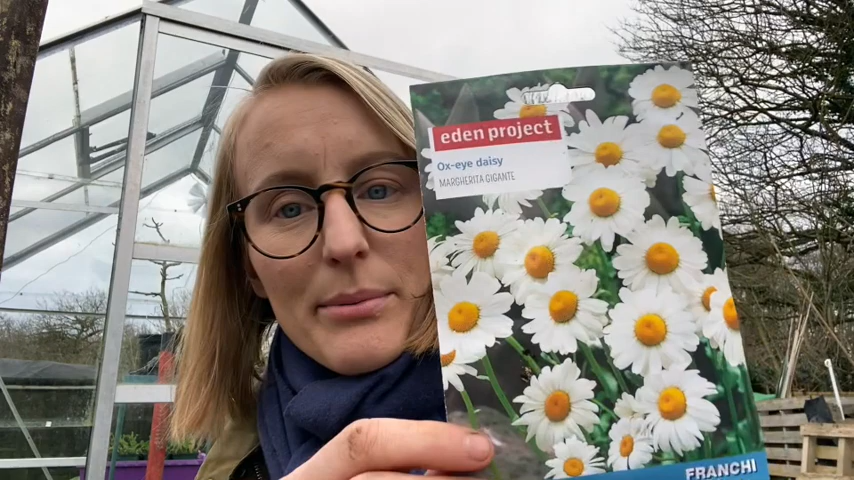 eden project
Ox-eye daisy
MARGHERITA GIGANTE
FRANCHI